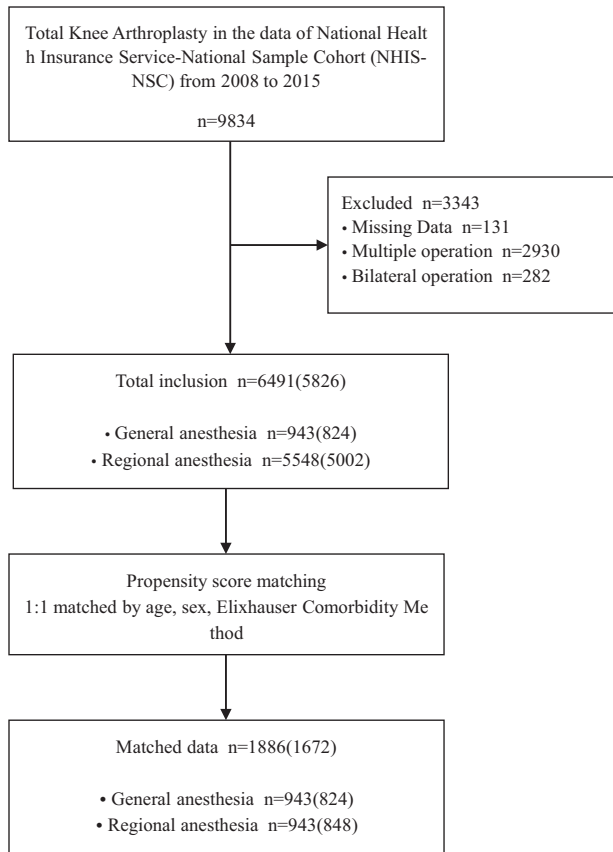 Total Knee Arthroplasty in the data of National Healt
h Insurance Service-National Sample Cohort (NHIS-
NSC) from 2008 to 2015
n=9834
Excluded n=3343
• Missing Data n=131
• Multiple operation n=2930
• Bilateral operation n=282
Total inclusion n=6491(5826)
• General anesthesia n=943(824)
• Regional anesthesia n=5548(5002)
Propensity score matching
1:1 matched by age, sex, Elixhauser Comorbidity Me
thod
Matched data n=1886(1672)
• General anesthesia n=943(824)
• Regional anesthesia n=943(848)